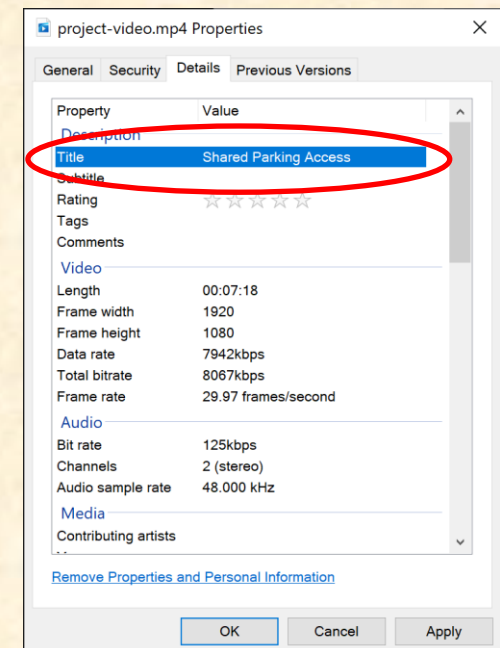 project-video.mp4 Properties
General Security Details Previous Versions
Property Value
Description
Title Shared Parking Access
Subtitle
Rating
Tags
Comments
Video
Length 00:07:18
Frame width 1920
Frame height 1080
Data rate 7942kbps
Total bitrate 8067kbps
Frame rate 29.97 frames/second
Audio
Bit rate 125kbps
Channels 2 (stereo)
Audio sample rate 48.000 kHz
Media
Contributing artists
Remove Properties and Personal Information
OK Cancel Apply